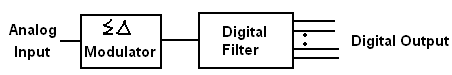 Analog
Input
ΣΔ
Modulator
Digital
Filter
Digital Output